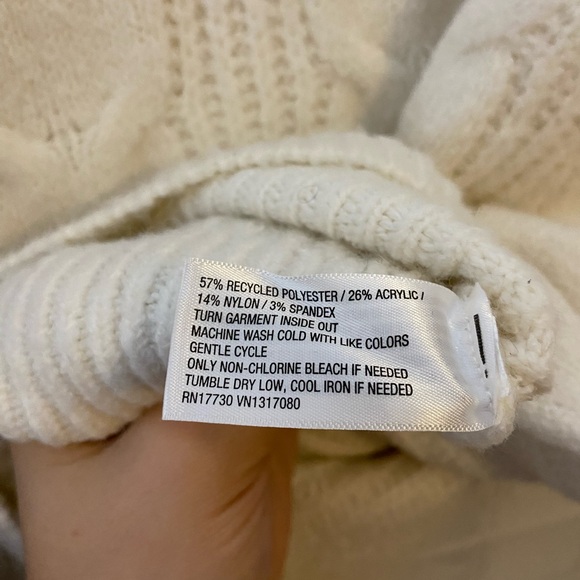 57% RECYCLED POLYESTER / 26% ACRYLIC /
14% NYLON / 3% SPANDEX
TURN GARMENT INSIDE OUT
MACHINE WASH COLD WITH LIKE COLORS
GENTLE CYCLE
ONLY NON-CHLORINE BLEACH IF NEEDED
TUMBLE DRY LOW, COOL IRON IF NEEDED
RN17730 VN1317080